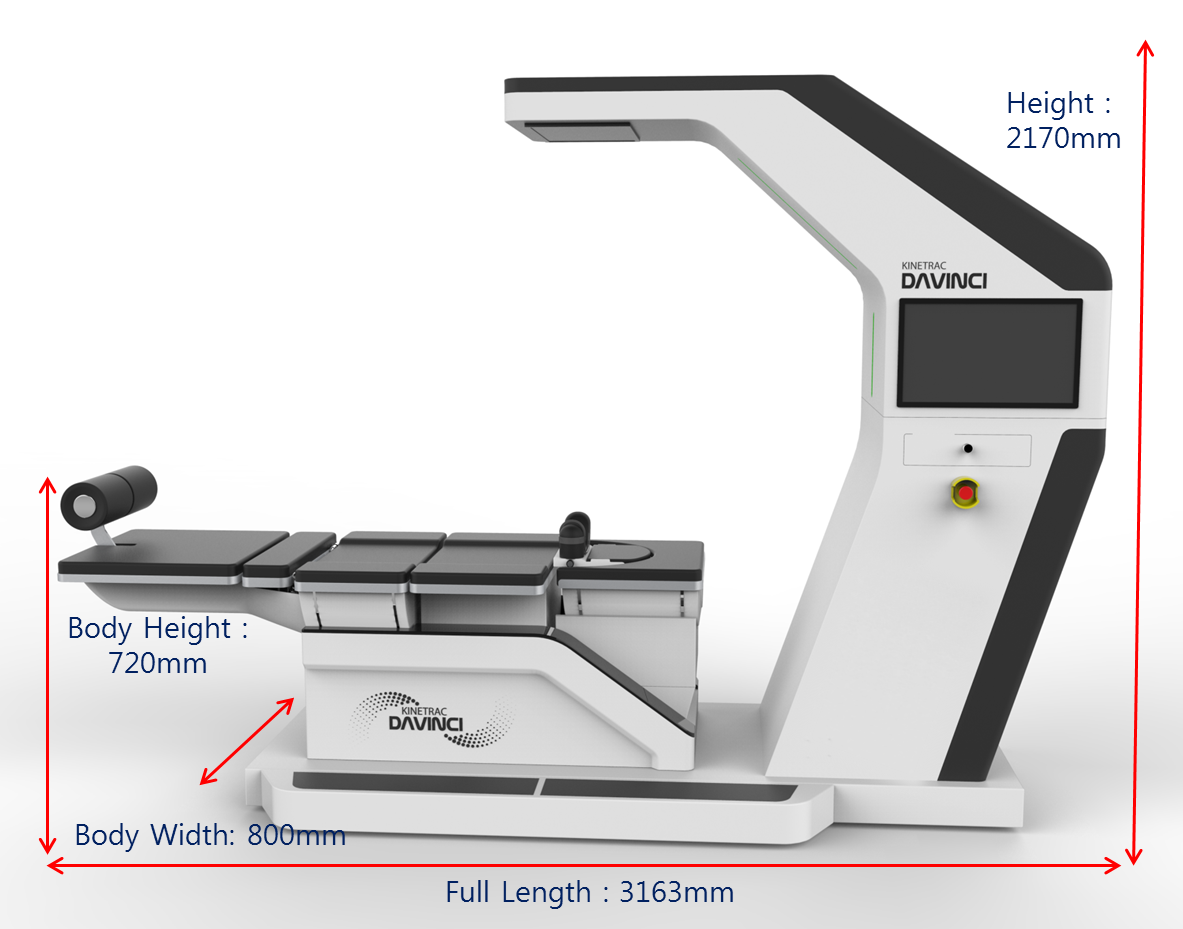 Height :
2170mm
KINETRAC
DAVINCI
Body Height :
720mm
KINETRAC
DAVINCI
Body Width: 800mm
Full Length : 3163mm